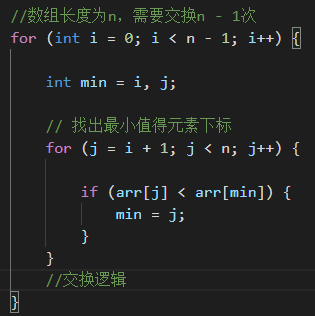 //数组长度为n，需要交换n - 1次
for (int i = 0; i < n - 1; i++) {
int min = i, j;
// 找出最小值得元素下标
for (j = i + 1; j < n; j++) {
if (arr[j] < arr[min]) {
min = j;
}
}
//交换逻辑
}